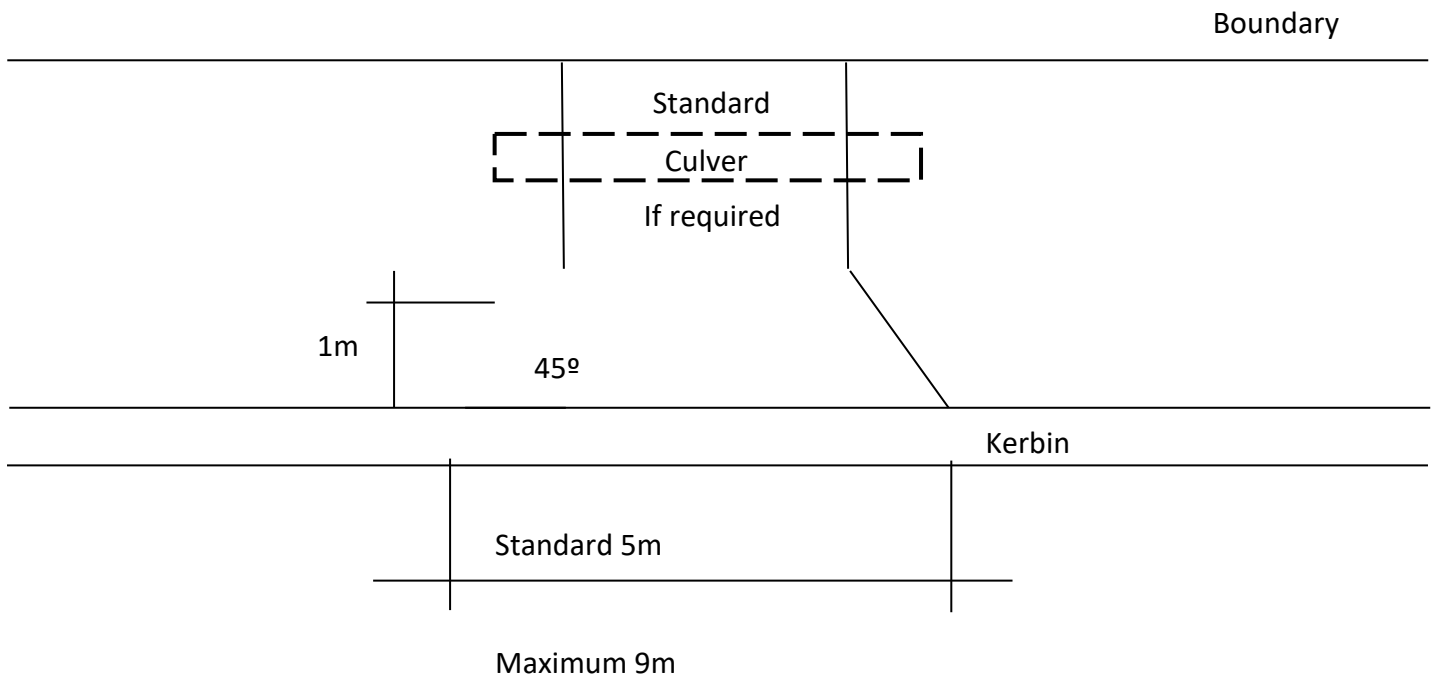 Boundary
Standard
Culver
If required
1m
45º
Kerbin
Standard 5m
Maximum 9m